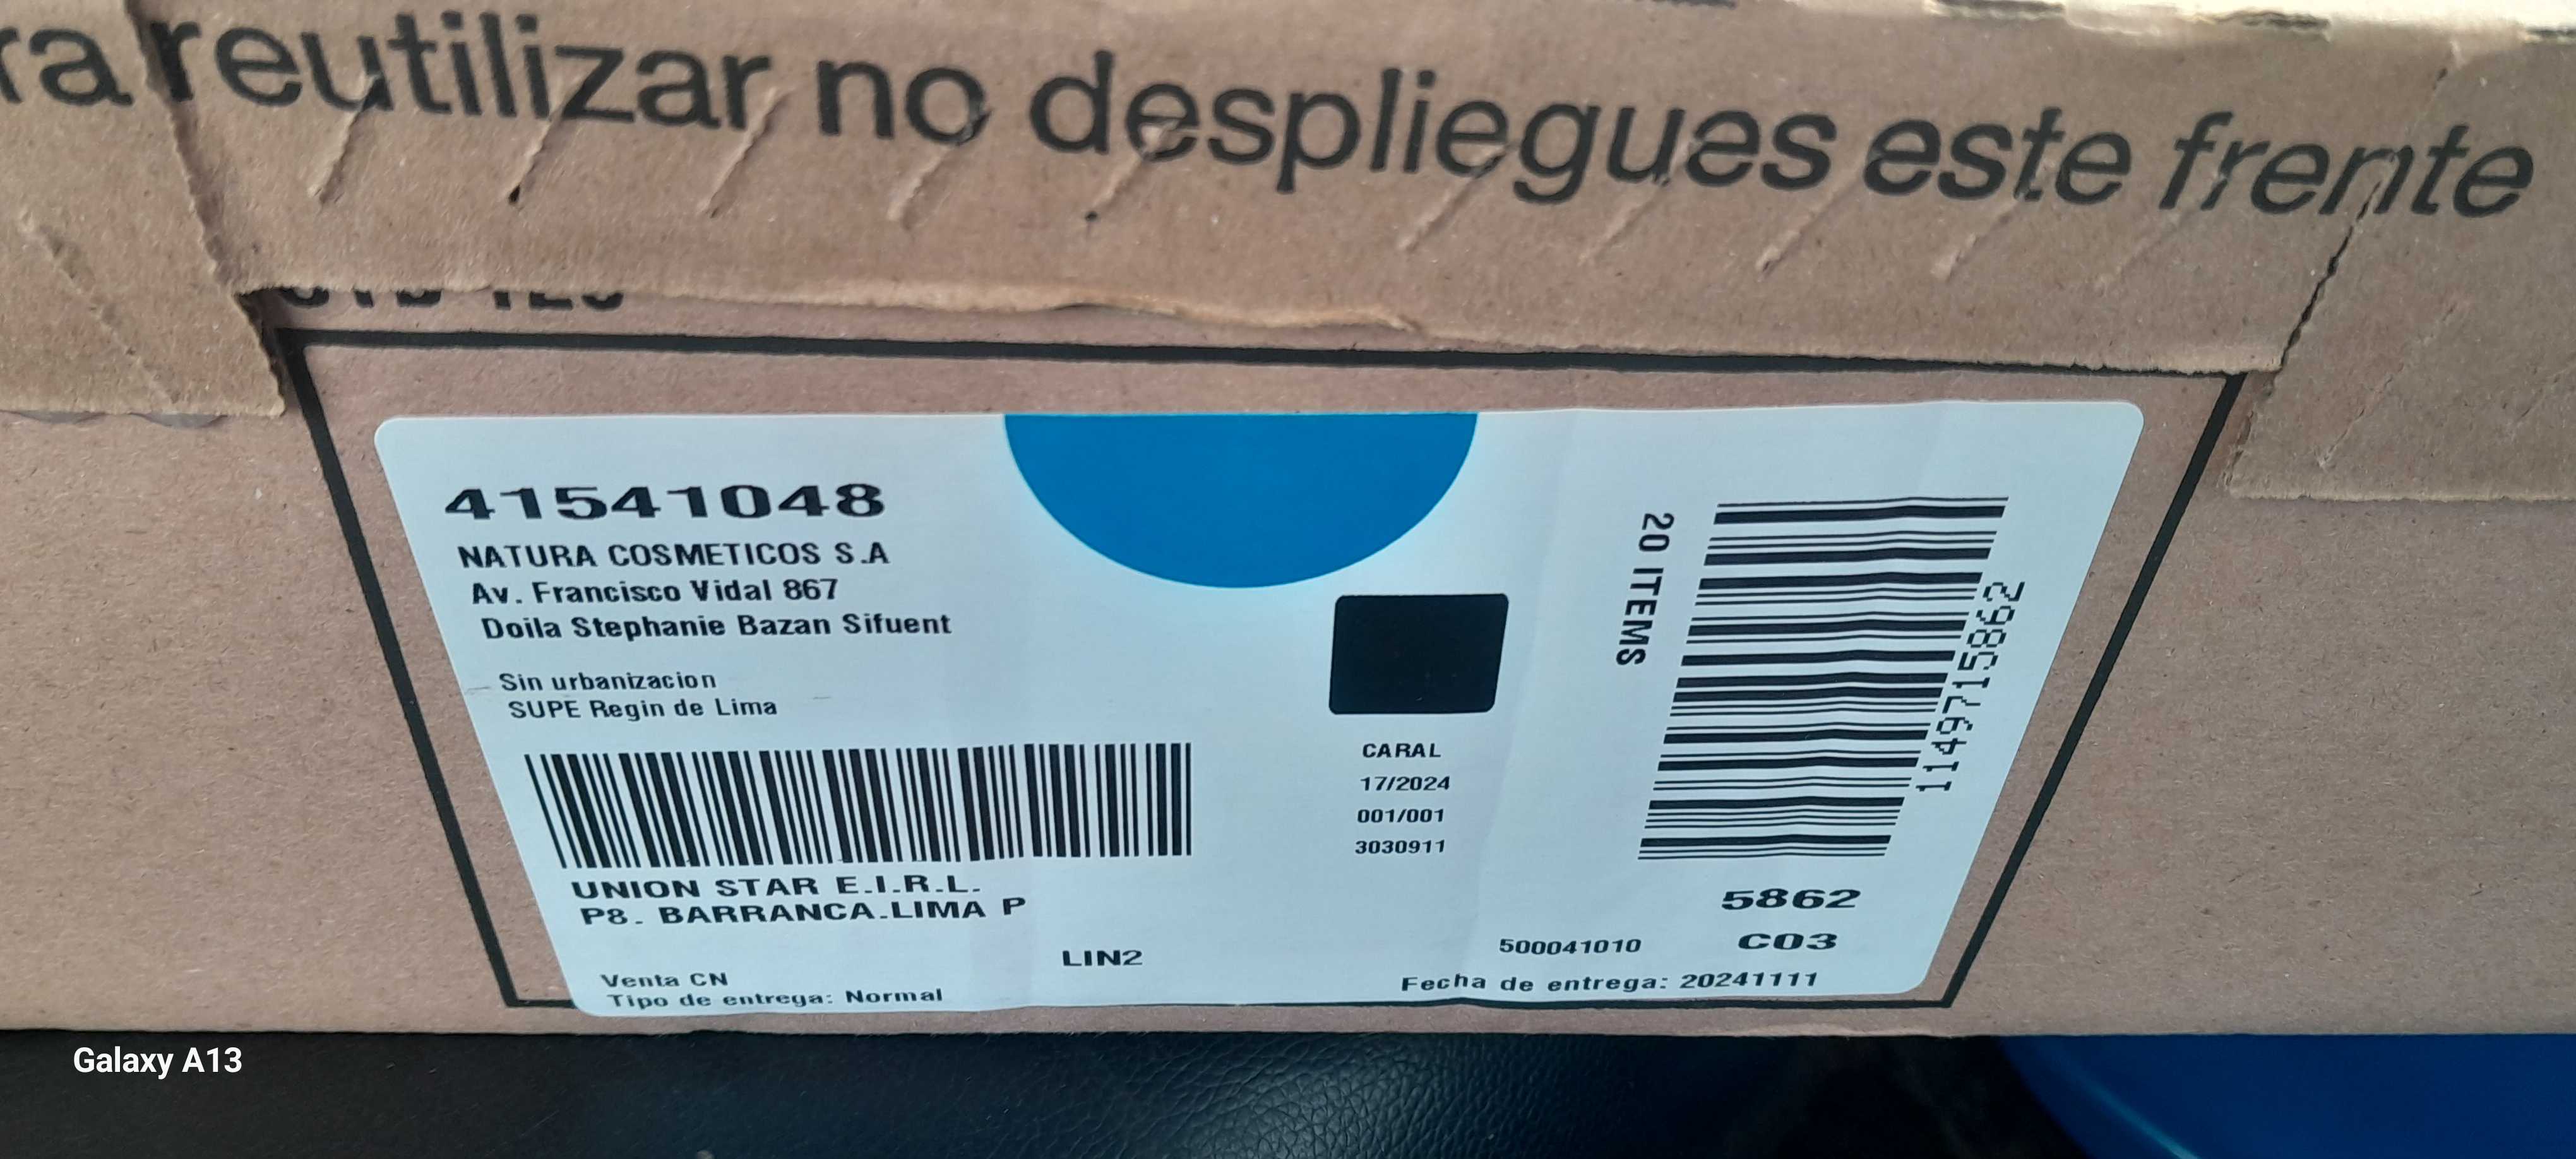 ra reutilizar no despliegues este frente
41541048
NATURA COSMETICOS S.A
Av. Francisco Vidal 867
Doila Stephanie Bazan Sifuent
Sin urbanizacion
SUPE Regin de Lima
UNION STAR E.I.R.L.
P8. BARRANCA.LIMA P
LIN2
Venta CN
Tipo de entrega: Normal
CARAL
17/2024
001/001
3030911
20 ITEMS
1149715862
5862
500041010
C03
Fecha de entrega: 20241111
Galaxy A13